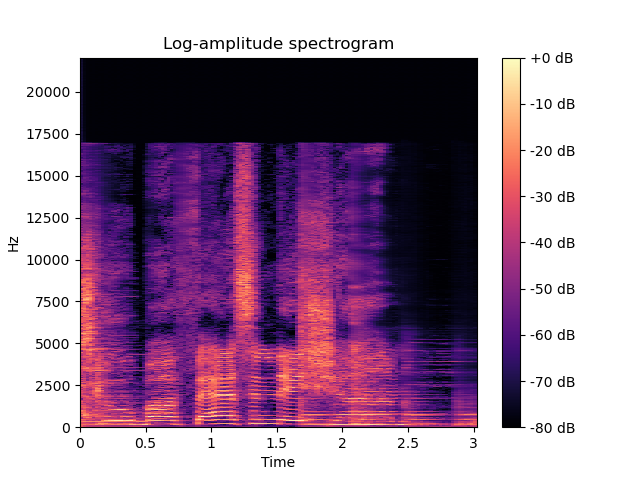 Log-amplitude spectrogram
20000
17500
15000
12500
10000
7500
5000
2500
0
Hz
0 0.5 1 1.5 2 2.5 3
Time
+0 dB
-10 dB
-20 dB
-30 dB
-40 dB
-50 dB
-60 dB
-70 dB
-80 dB